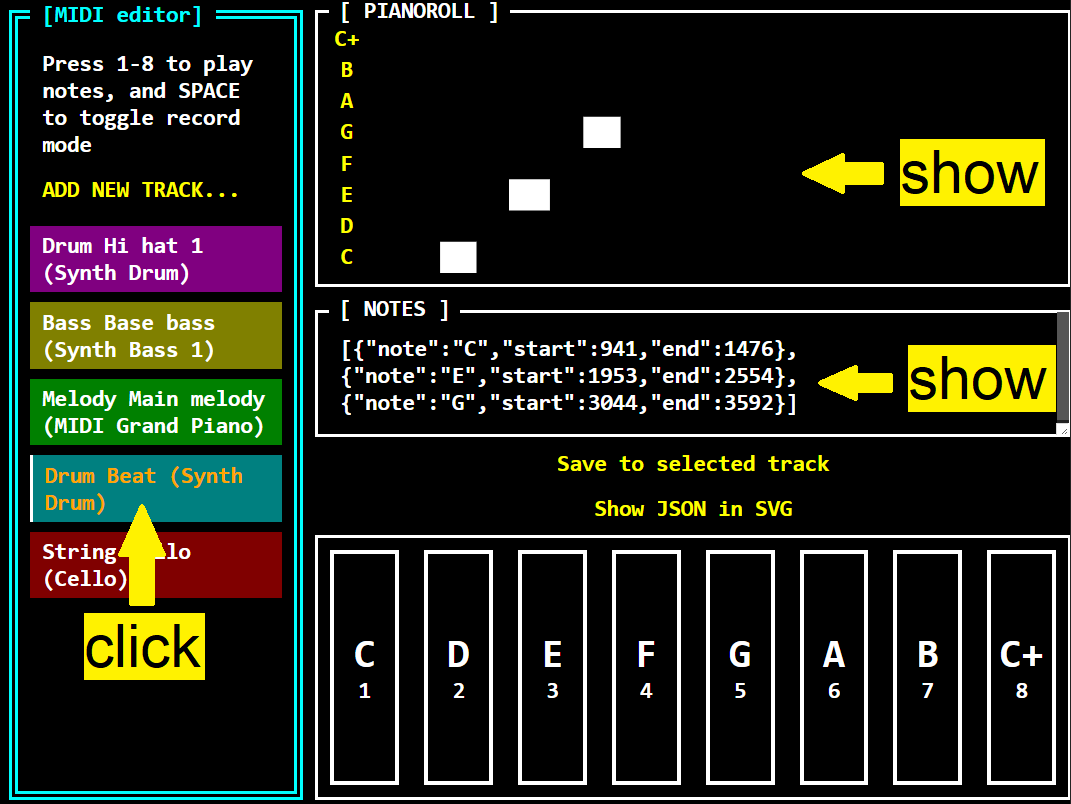 [MIDI editor]
Press 1-8 to play
notes, and SPACE
to toggle record
mode
ADD NEW TRACK...
Drum Hi hat 1
(Synth Drum)
Bass Base bass
(Synth Bass 1)
Melody Main melody
(MIDI Grand Piano)
Drum Beat (Synth
Drum)
String
(Cello)
click
[ PIANOROLL ]
C+
B
A
G
F
E
D
C
show
[ NOTES ]
[{"note":"C","start":941,"end":1476},
{"note":"E","start":1953,"end":2554},
{"note":"G","start":3044,"end":3592}]
show
Save to selected track
Show JSON in SVG
C D E F G A B C+
1 2 3 4 5 6 7 8